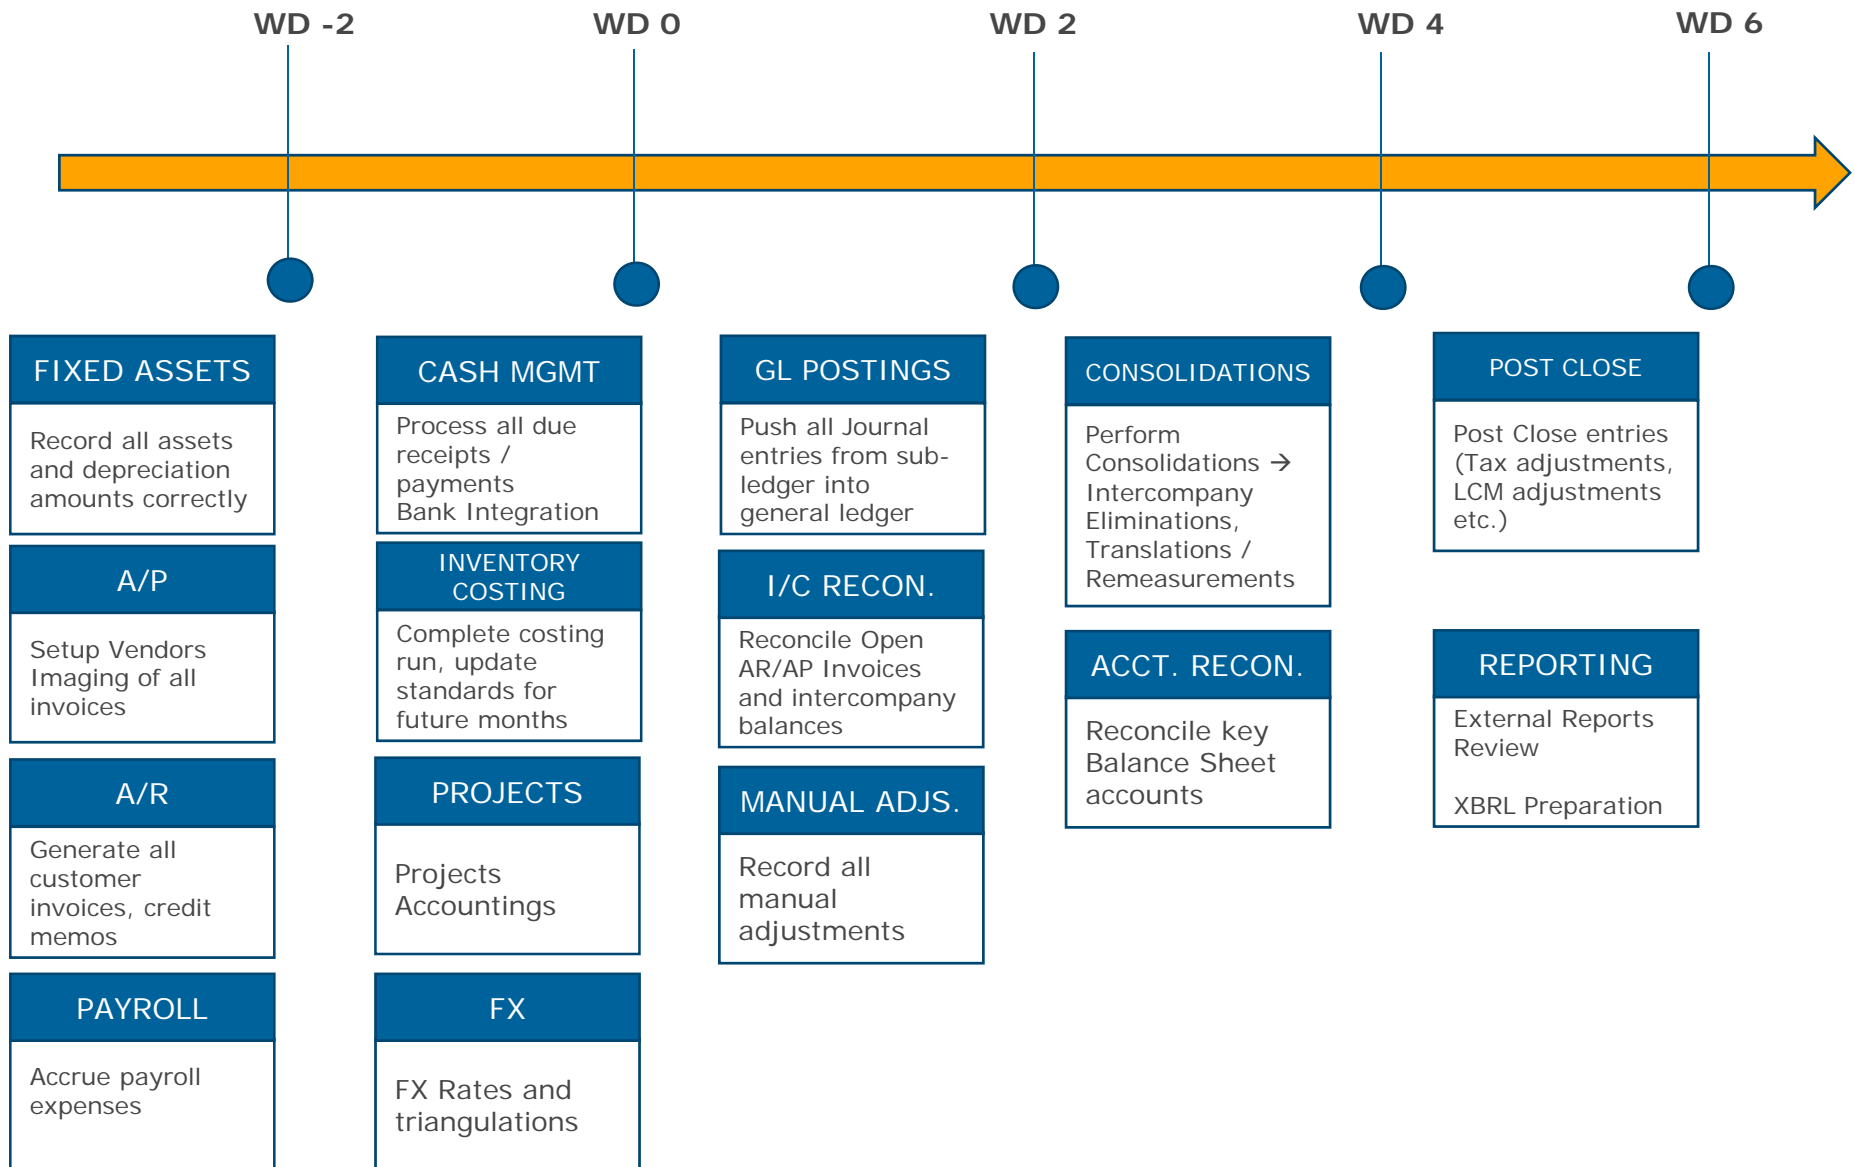 WD -2
WD 0
WD 2
WD 4
WD 6
FIXED ASSETS
Record all assets
and depreciation
amounts correctly
A/P
Setup Vendors
Imaging of all
invoices
A/R
Generate all
customer
invoices, credit
memos
PAYROLL
Accrue payroll
expenses
CASH MGMT
Process all due
receipts /
payments
Bank Integration
INVENTORY
COSTING
Complete costing
run, update
standards for
future months
PROJECTS
Projects
Accountings
FX
FX Rates and
triangulations
GL POSTINGS
Push all Journal
entries from sub-
ledger into
general ledger
I/C RECON.
Reconcile Open
AR/AP Invoices
and intercompany
balances
MANUAL ADJS.
Record all
manual
adjustments
CONSOLIDATIONS
Perform
Consolidations →
Intercompany
Eliminations,
Translations /
Remeasurements
ACCT. RECON.
Reconcile key
Balance Sheet
accounts
POST CLOSE
Post Close entries
(Tax adjustments,
LCM adjustments
etc.)
REPORTING
External Reports
Review
XBRL Preparation